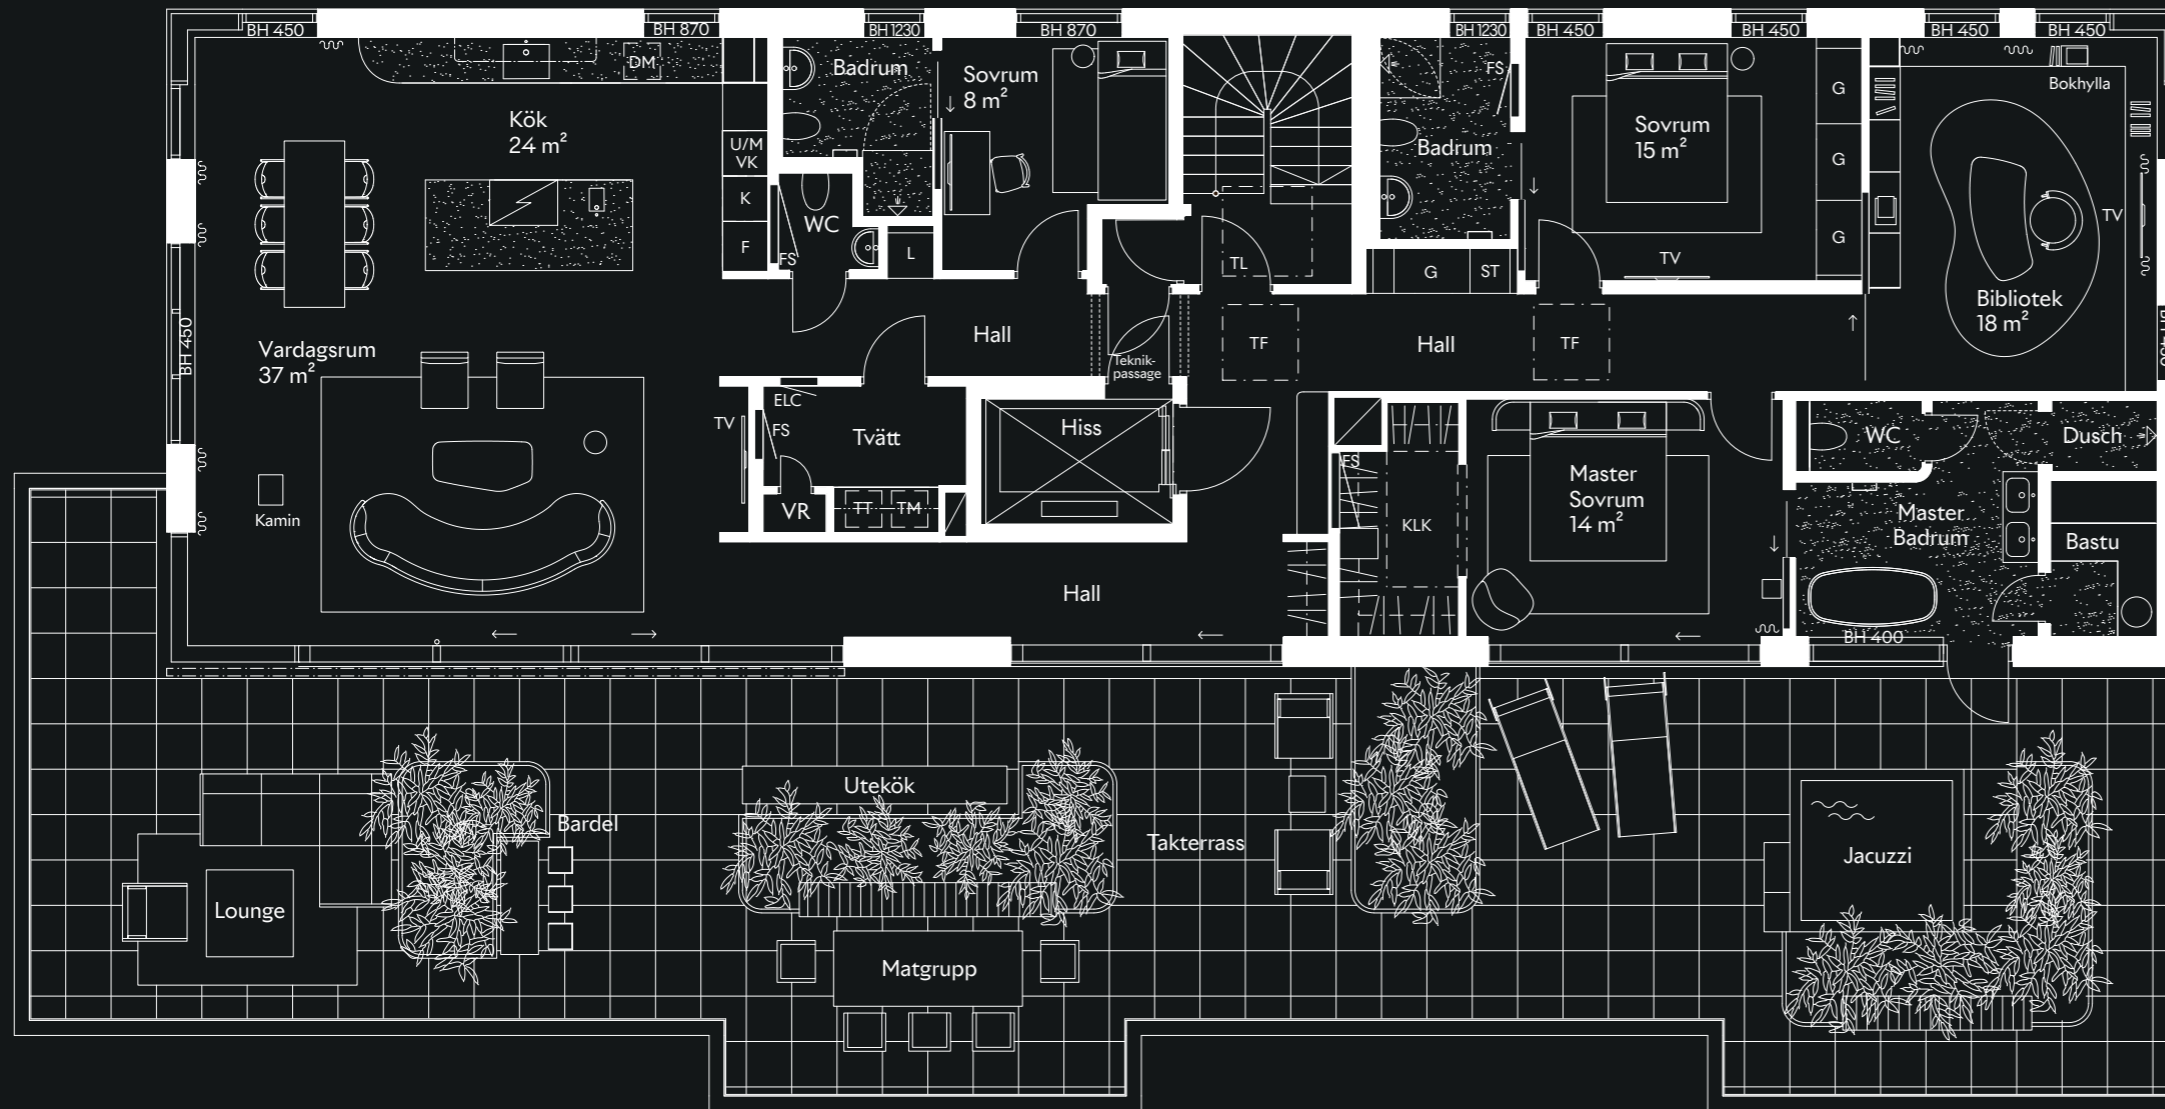 BH 450
BH 870
BH 1230
BH 870
BH 1230
BH 450
BH 450
BH 450
BH 450
DM
Badrum
Sovrum
8 m²
FS
G
Bokhylla
Kök
24 m²
U/M
VK
K
F
WC
FS
L
TL
Badrum
Sovrum
15 m²
G
G
TV
G
ST
TV
Bibliotek
18 m²
BH 450
Vardagsrum
37 m²
Hall
Teknik-
passage
TF
Hall
TF
ELC
TV
FS
Tvätt
Hiss
FS
Master
Sovrum
14 m²
WC
Dusch
Kamin
VR
TT
TM
KLK
Master
Badrum
Bastu
Hall
BH 400
Utekök
Bardel
Takterrass
Jacuzzi
Lounge
Matgrupp